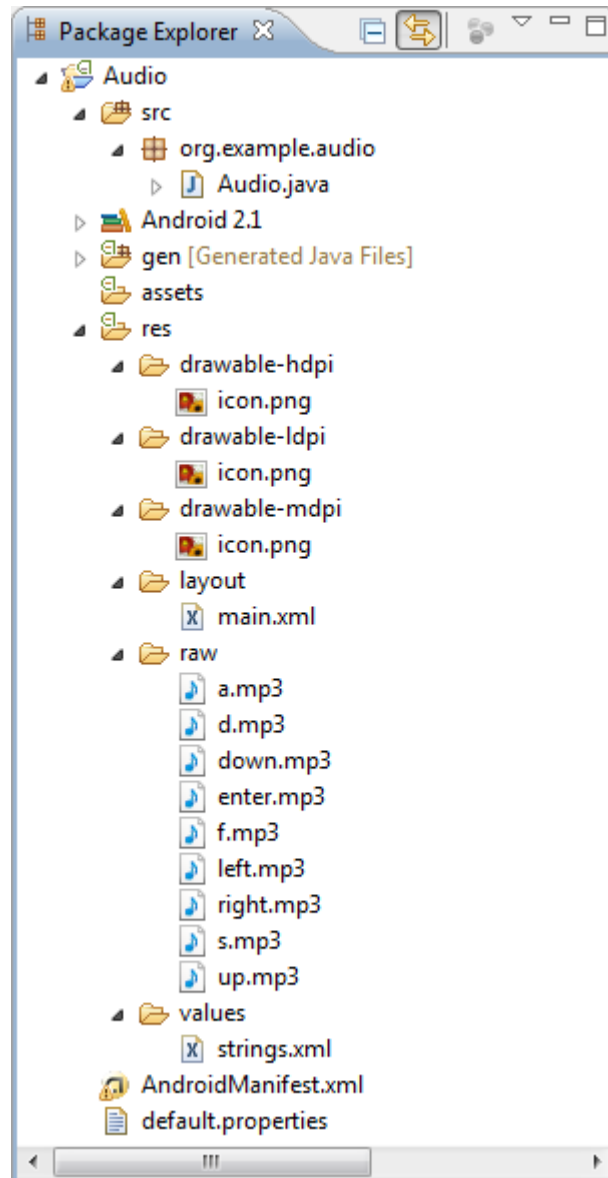 Package Explorer
Audio
src
org.example.audio
Audio.java
Android 2.1
gen [Generated Java Files]
assets
res
drawable-hdpi
icon.png
drawable-ldpi
icon.png
drawable-mdpi
icon.png
layout
main.xml
raw
a.mp3
d.mp3
down.mp3
enter.mp3
f.mp3
left.mp3
right.mp3
s.mp3
up.mp3
values
strings.xml
AndroidManifest.xml
default.properties